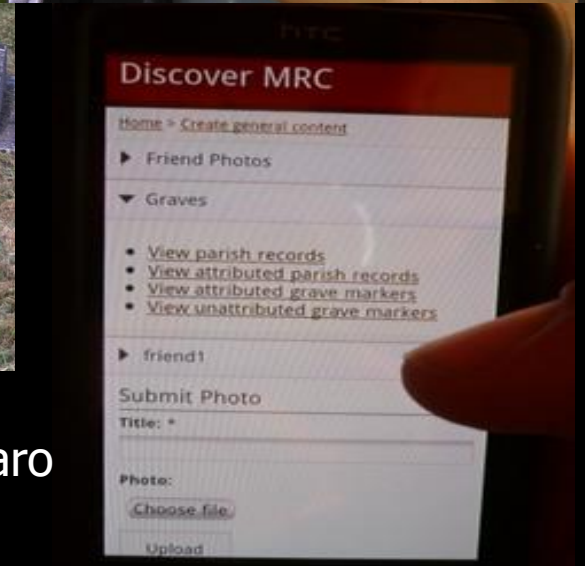 hTC
Discover MRC
Home > Create general content
Friend Photos
Graves
View parish records
View attributed parish records
View attributed grave markers
View unattributed grave markers
friend1
Submit Photo
Title: *
aro
Photo:
Choose file
Upload